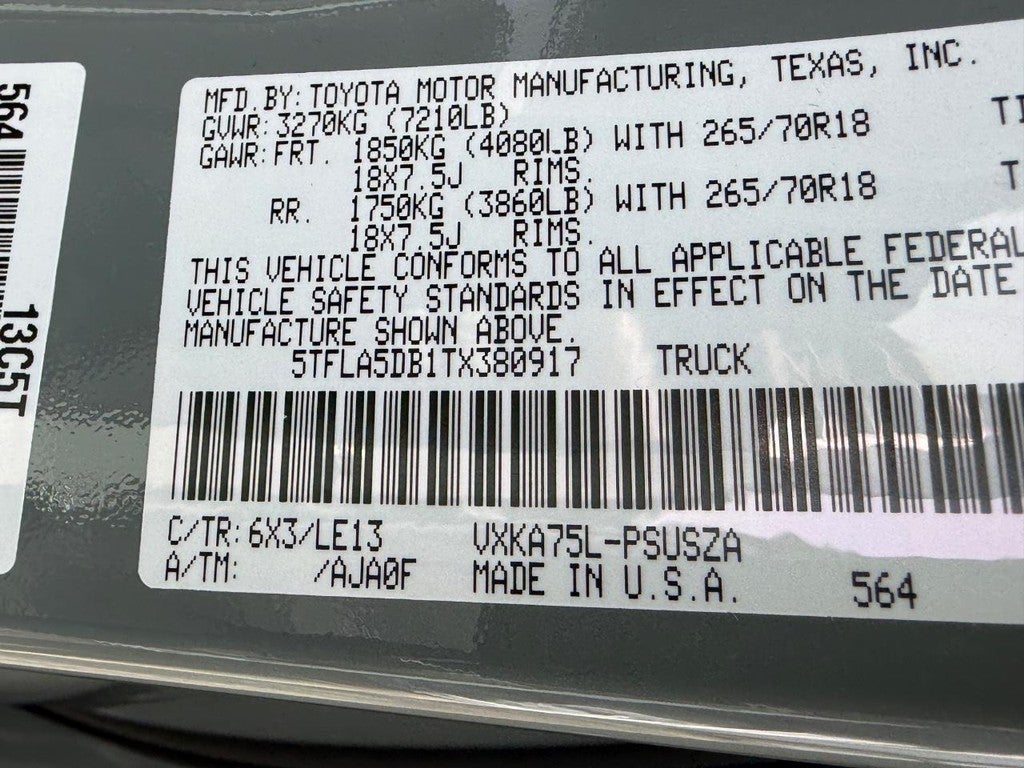 564 13C5T
MFD.BY:TOYOTA MOTOR MANUFACTURING, TEXAS, INC.
GVWR: 3270KG (7210LB)
GAWR: FRT. 1850KG (4080LB) WITH 265/70R18
18X7.5J RIMS.
RR. 1750KG (3860LB) WITH 265/70R18
18X7.5J RIMS.
THIS VEHICLE CONFORMS TO ALL APPLICABLE FEDERAL
VEHICLE SAFETY STANDARDS IN EFFECT ON THE DATE
MANUFACTURE SHOWN ABOVE.
5TFLA5DB1TX380917 TRUCK
C/TR: 6X3/LE13 VXKA75L-PSUSZA
A/TM: /AJA0F MADE IN U.S.A. 564